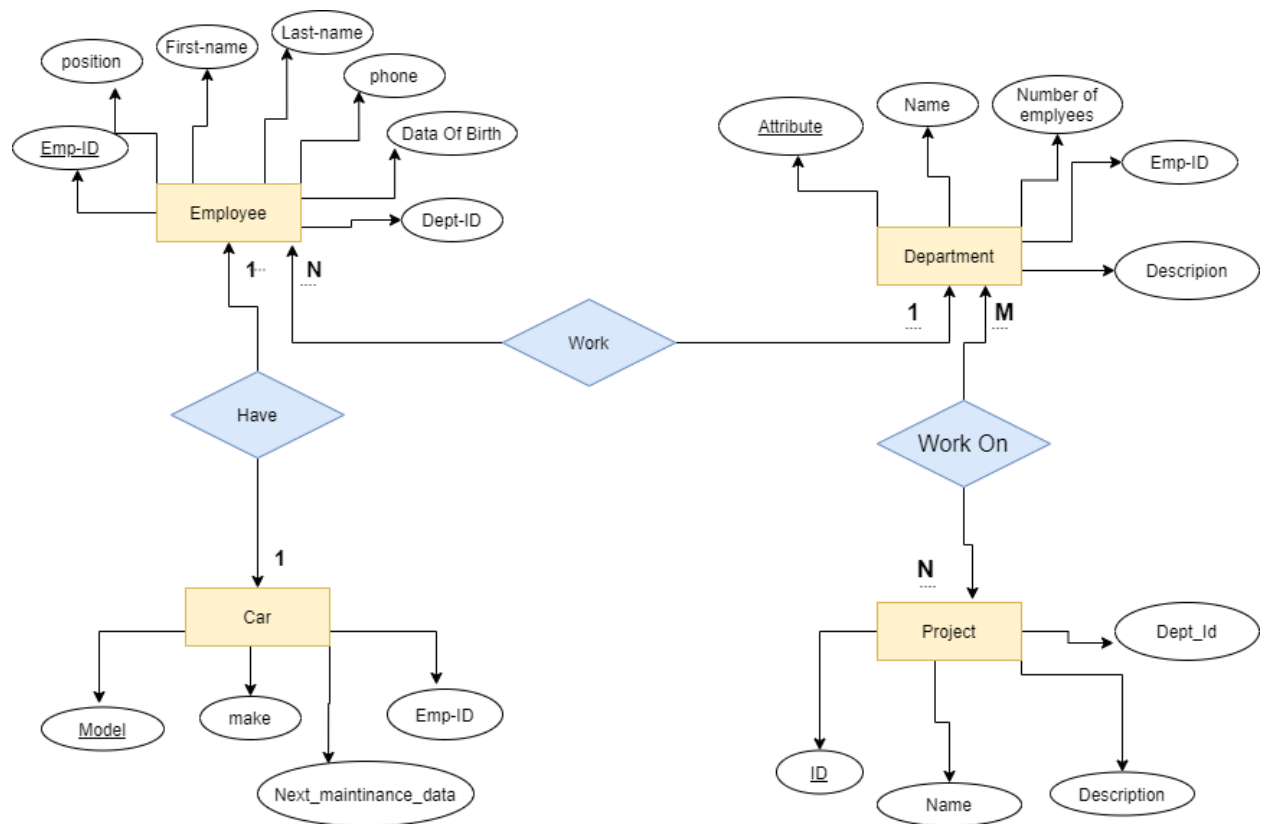 position
First-name
Last-name
phone
Emp-ID
Data Of Birth
Dept-ID
Employee
Attribute
Name
Number of
emplyees
Emp-ID
Descripion
Department
1
N
1
M
Work
Have
Work On
1
N
Car
Model
make
Emp-ID
Next_maintinance_data
Project
Dept_Id
ID
Name
Description